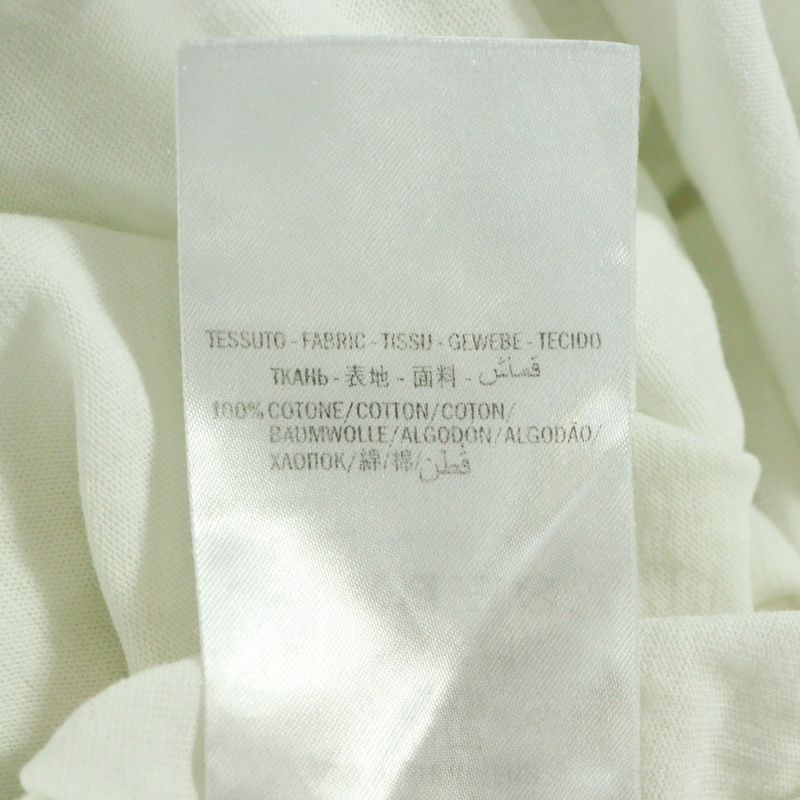 TESSUTO - FABRIC - TISSU - GEWEBE - TECIDO
ТКАНЬ - 表地 - 面料 - قماش
100% COTONE/COTTON/COTON/
BAUMWOLLE/ALGODÓN/ALGODÃO/
ХЛОПОК/綿/棉/قطن